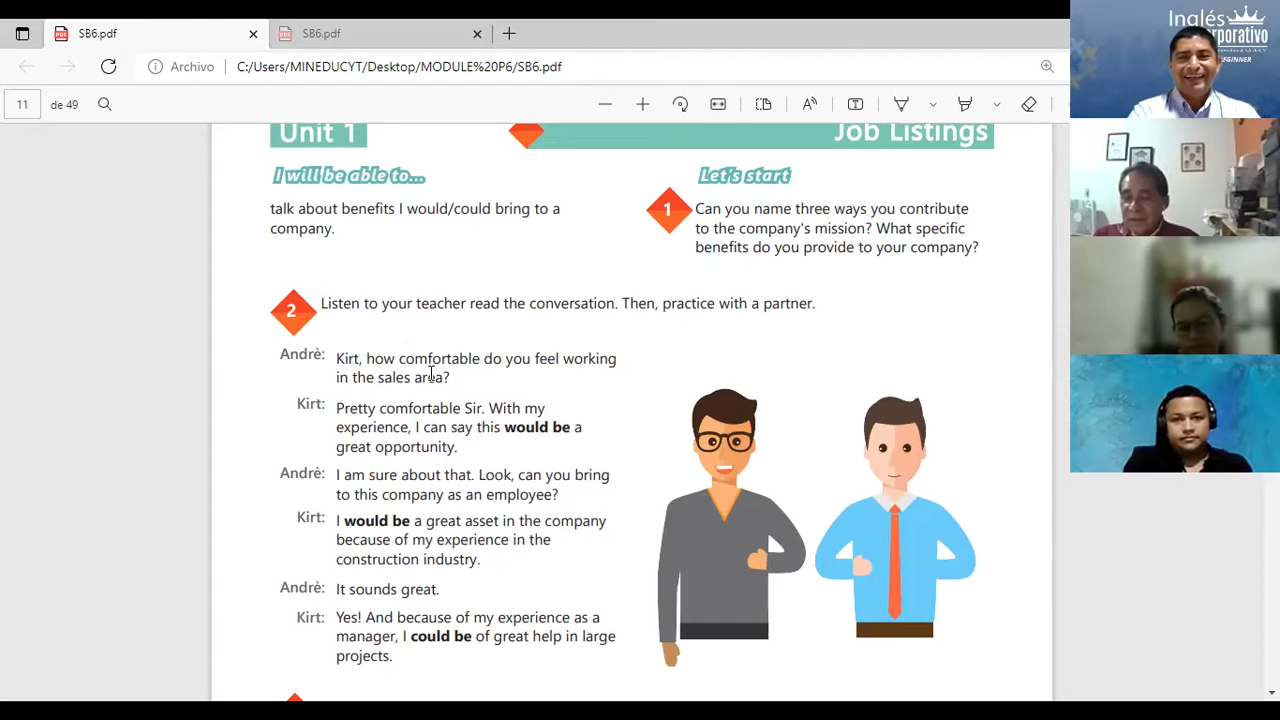 SB6.pdf
SB6.pdf
Archivo
C:/Users/MINEDUCYT/Desktop/MODULE%20P6/SB6.pdf
11
de 49
Unit 1
Job Listings
I will be able to...
Let's start
talk about benefits I would/could bring to a
company.
1
Can you name three ways you contribute
to the company's mission? What specific
benefits do you provide to your company?
2
Listen to your teacher read the conversation. Then, practice with a partner.
Andrè:
Kirt, how comfortable do you feel working
in the sales area?
Kirt:
Pretty comfortable Sir. With my
experience, I can say this would be a
great opportunity.
Andrè:
I am sure about that. Look, can you bring
to this company as an employee?
Kirt:
I would be a great asset in the company
because of my experience in the
construction industry.
Andrè:
It sounds great.
Kirt:
Yes! And because of my experience as a
manager, I could be of great help in large
projects.
Inglés